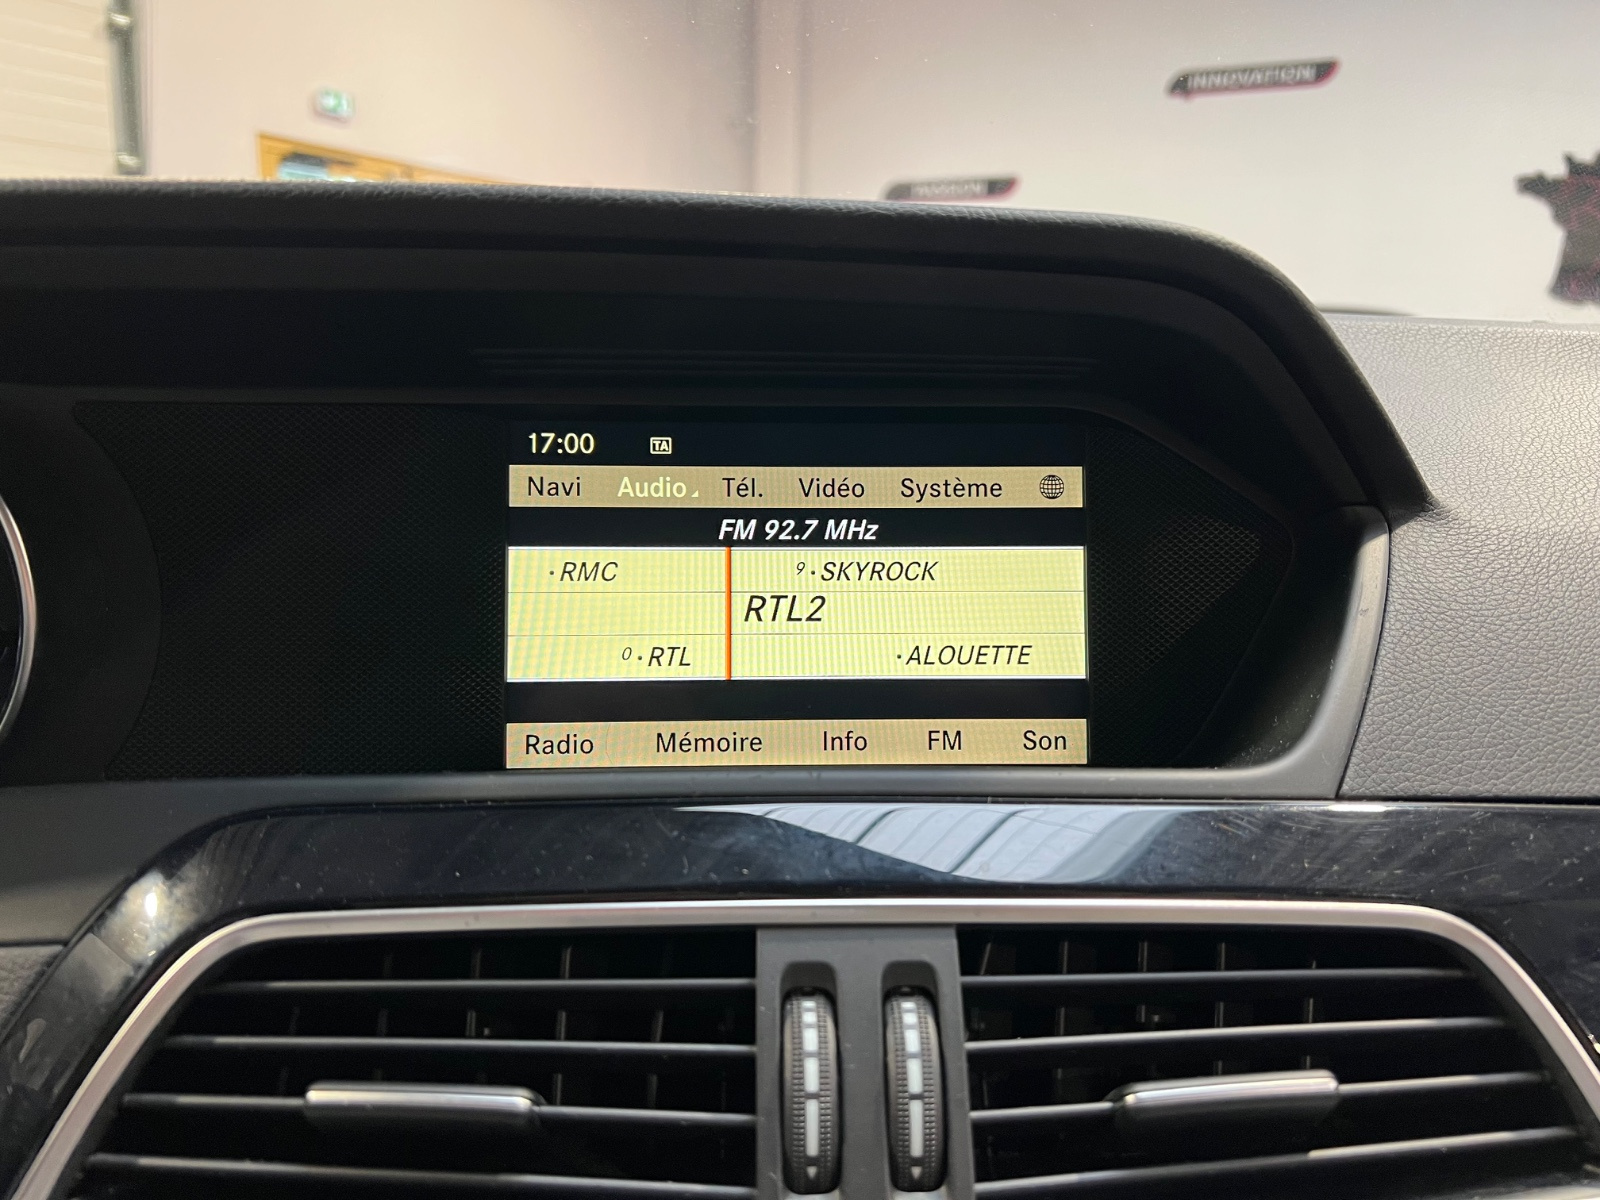 INNOVATION
PASSION
17:00 TA
Navi Audio Tél. Vidéo Système
FM 92.7 MHz
·RMC 9·SKYROCK
RTL2
0·RTL ·ALOUETTE
Radio Mémoire Info FM Son